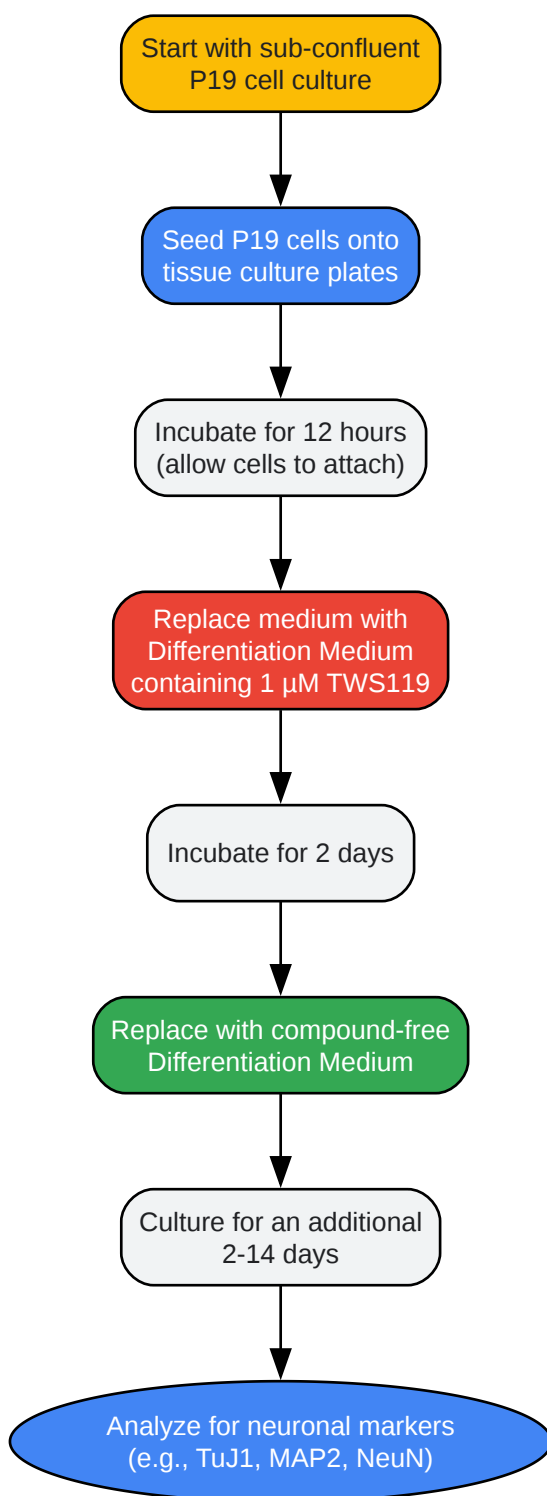 Start with sub-confluent
P19 cell culture
Seed P19 cells onto
tissue culture plates
Incubate for 12 hours
(allow cells to attach)
Replace medium with
Differentiation Medium
containing 1 µM TWS119
Incubate for 2 days
Replace with compound-free
Differentiation Medium
Culture for an additional
2-14 days
Analyze for neuronal markers
(e.g., TuJ1, MAP2, NeuN)